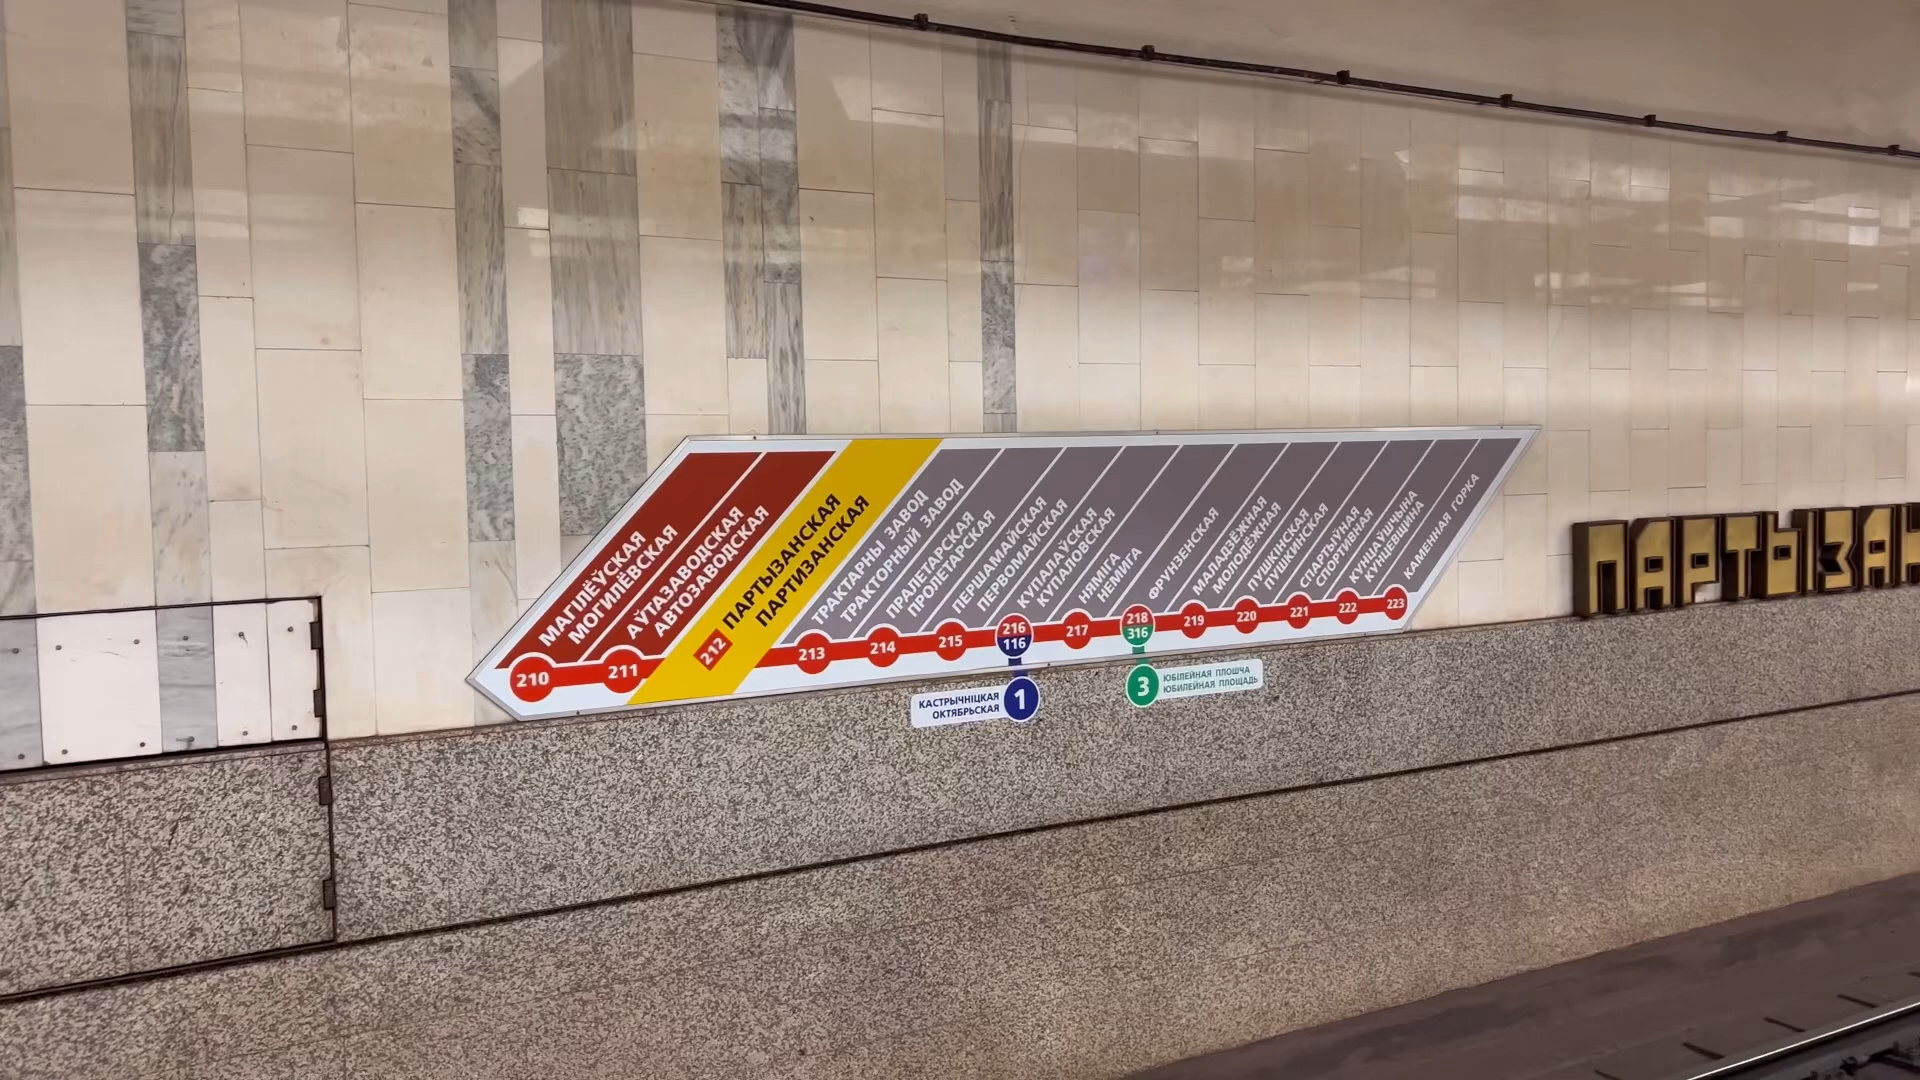 МАГІЛЁЎСКАЯ
МОГИЛЁВСКАЯ
АЎТАЗАВОДСКАЯ
АВТОЗАВОДСКАЯ
212
ПАРТЫЗАНСКАЯ
ПАРТИЗАНСКАЯ
ТРАКТАРНЫ ЗАВОД
ТРАКТОРНЫЙ ЗАВОД
ПРАЛЕТАРСКАЯ
ПРОЛЕТАРСКАЯ
ПЕРШАМАЙСКАЯ
ПЕРВОМАЙСКАЯ
КУПАЛАЎСКАЯ
КУПАЛОВСКАЯ
НЯМІГА
НЕМИГА
ФРУНЗЕНСКАЯ
МАЛАДЗЁЖНАЯ
МОЛОДЁЖНАЯ
ПУШКІНСКАЯ
ПУШКИНСКАЯ
СПАРТЫЎНАЯ
СПОРТИВНАЯ
КУНЦАЎШЧЫНА
КУНЦЕВЩИНА
КАМЕННАЯ ГОРКА
210
211
213
214
215
216
116
217
218
316
219
220
221
222
223
КАСТРЫЧНІЦКАЯ
ОКТЯБРЬСКАЯ
1
3
ЮБІЛЕЙНАЯ ПЛОШЧА
ЮБИЛЕЙНАЯ ПЛОЩАДЬ
ПАРТЫЗАН